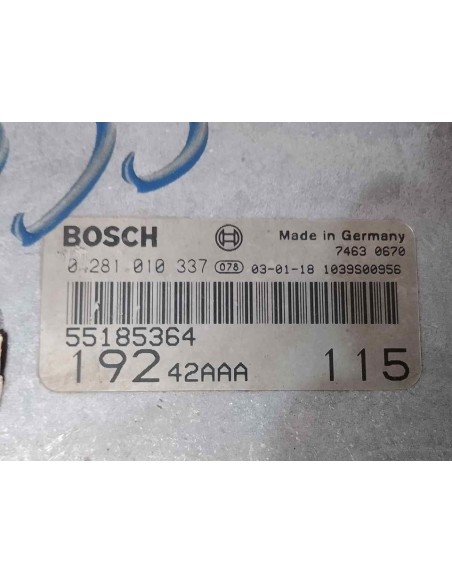 BOSCH Made in Germany
7463 0670
0 281 010 337 078 03-01-18 1039S00956
55185364
192 42AAA 115